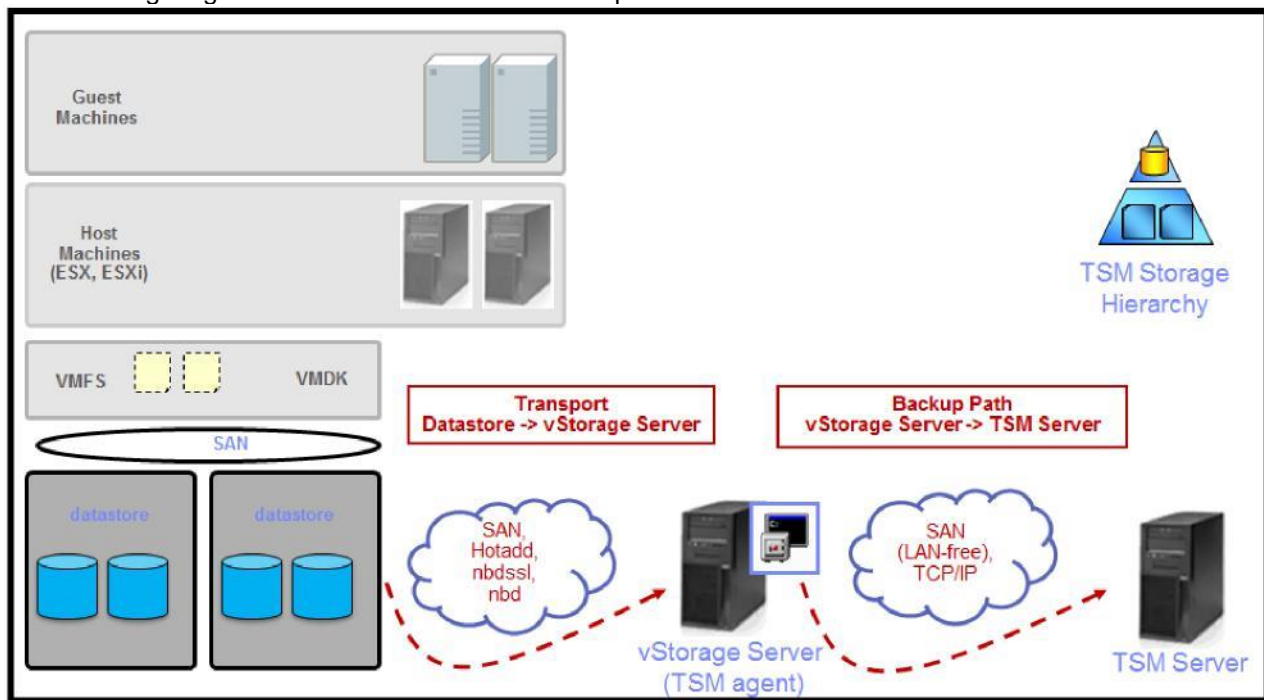 Guest
Machines
Host
Machines
(ESX, ESXi)
TSM Storage
Hierarchy
VMFS
VMDK
Transport
Datastore -> vStorage Server
Backup Path
vStorage Server-> TSM Server
SAN
datastore
datastore
SAN,
Hotadd,
nbdssl,
nbd
SAN
(LAN-free),
TCP/IP
vStorage Server
(TSM agent)
TSM Server